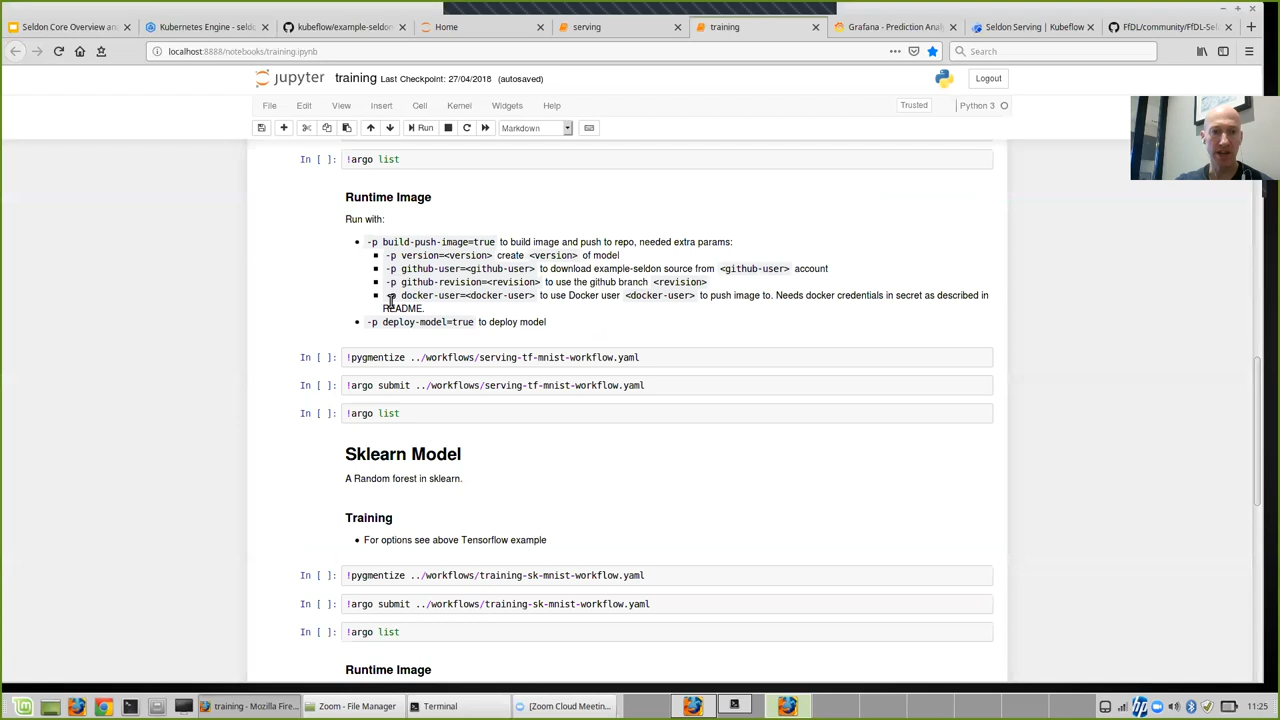 Seldon Core Overview an
Kubernetes Engine - seldo
kubeflow/example-seldon
Home
serving
training
Grafana - Prediction Anal
Seldon Serving | Kubeflow
FfDL/community/FfDL-Sel
localhost:8888/notebooks/training.ipynb
Search
jupyter training Last Checkpoint: 27/04/2018 (autosaved)
Logout
File Edit View Insert Cell Kernel Widgets Help
Trusted
Python 3
Run
Markdown
In [ ]: !argo list
Runtime Image
Run with:
-p build-push-image=true to build image and push to repo, needed extra params:
-p version=<version> create <version> of model
-p github-user=<github-user> to download example-seldon source from <github-user> account
-p github-revision=<revision> to use the github branch <revision>
-p docker-user=<docker-user> to use Docker user <docker-user> to push image to. Needs docker credentials in secret as described in
README.
-p deploy-model=true to deploy model
In [ ]: !pygmentize ../workflows/serving-tf-mnist-workflow.yaml
In [ ]: !argo submit ../workflows/serving-tf-mnist-workflow.yaml
In [ ]: !argo list
Sklearn Model
A Random forest in sklearn.
Training
For options see above Tensorflow example
In [ ]: !pygmentize ../workflows/training-sk-mnist-workflow.yaml
In [ ]: !argo submit ../workflows/training-sk-mnist-workflow.yaml
In [ ]: !argo list
Runtime Image
training - Mozilla Fire...
Zoom - File Manager
Terminal
[Zoom Cloud Meetin...
11:25